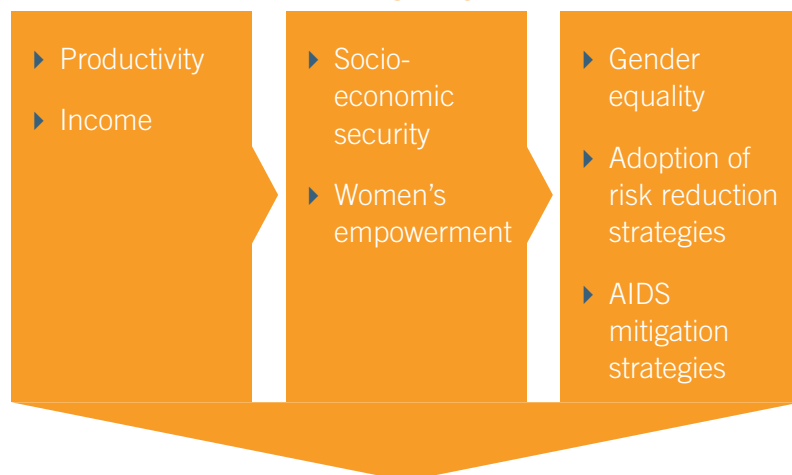 Productivity
Income
Socio-
economic
security
Women's
empowerment
Gender
equality
Adoption of
risk reduction
strategies
AIDS
mitigation
strategies